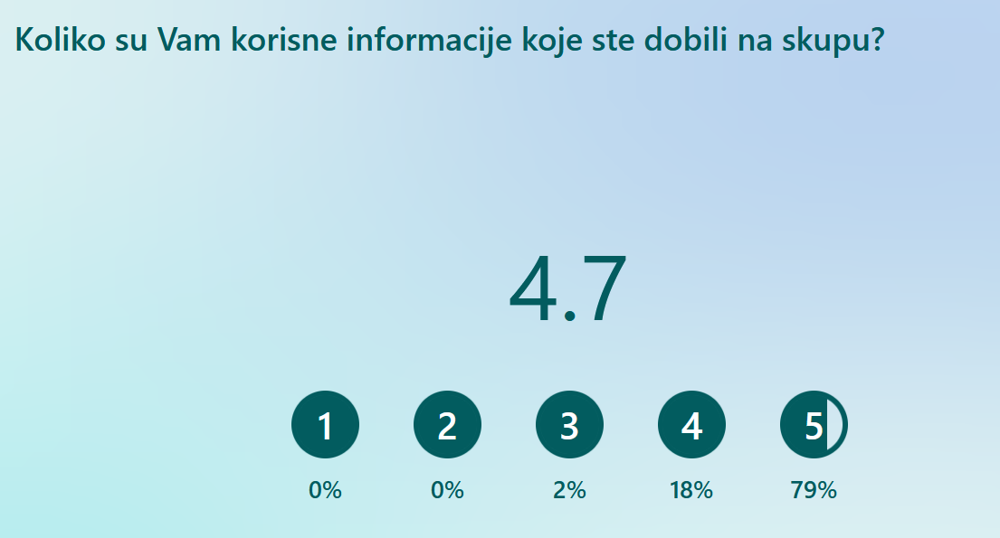 Koliko su Vam korisne informacije koje ste dobili na skupu?
4.7
1 2 3 4 5
0% 0% 2% 18% 79%